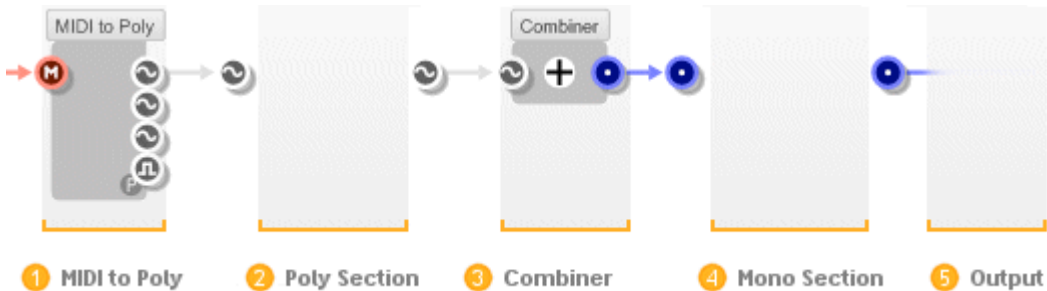 MIDI to Poly
Combiner
M
P
1 MIDI to Poly
2 Poly Section
3 Combiner
4 Mono Section
5 Output